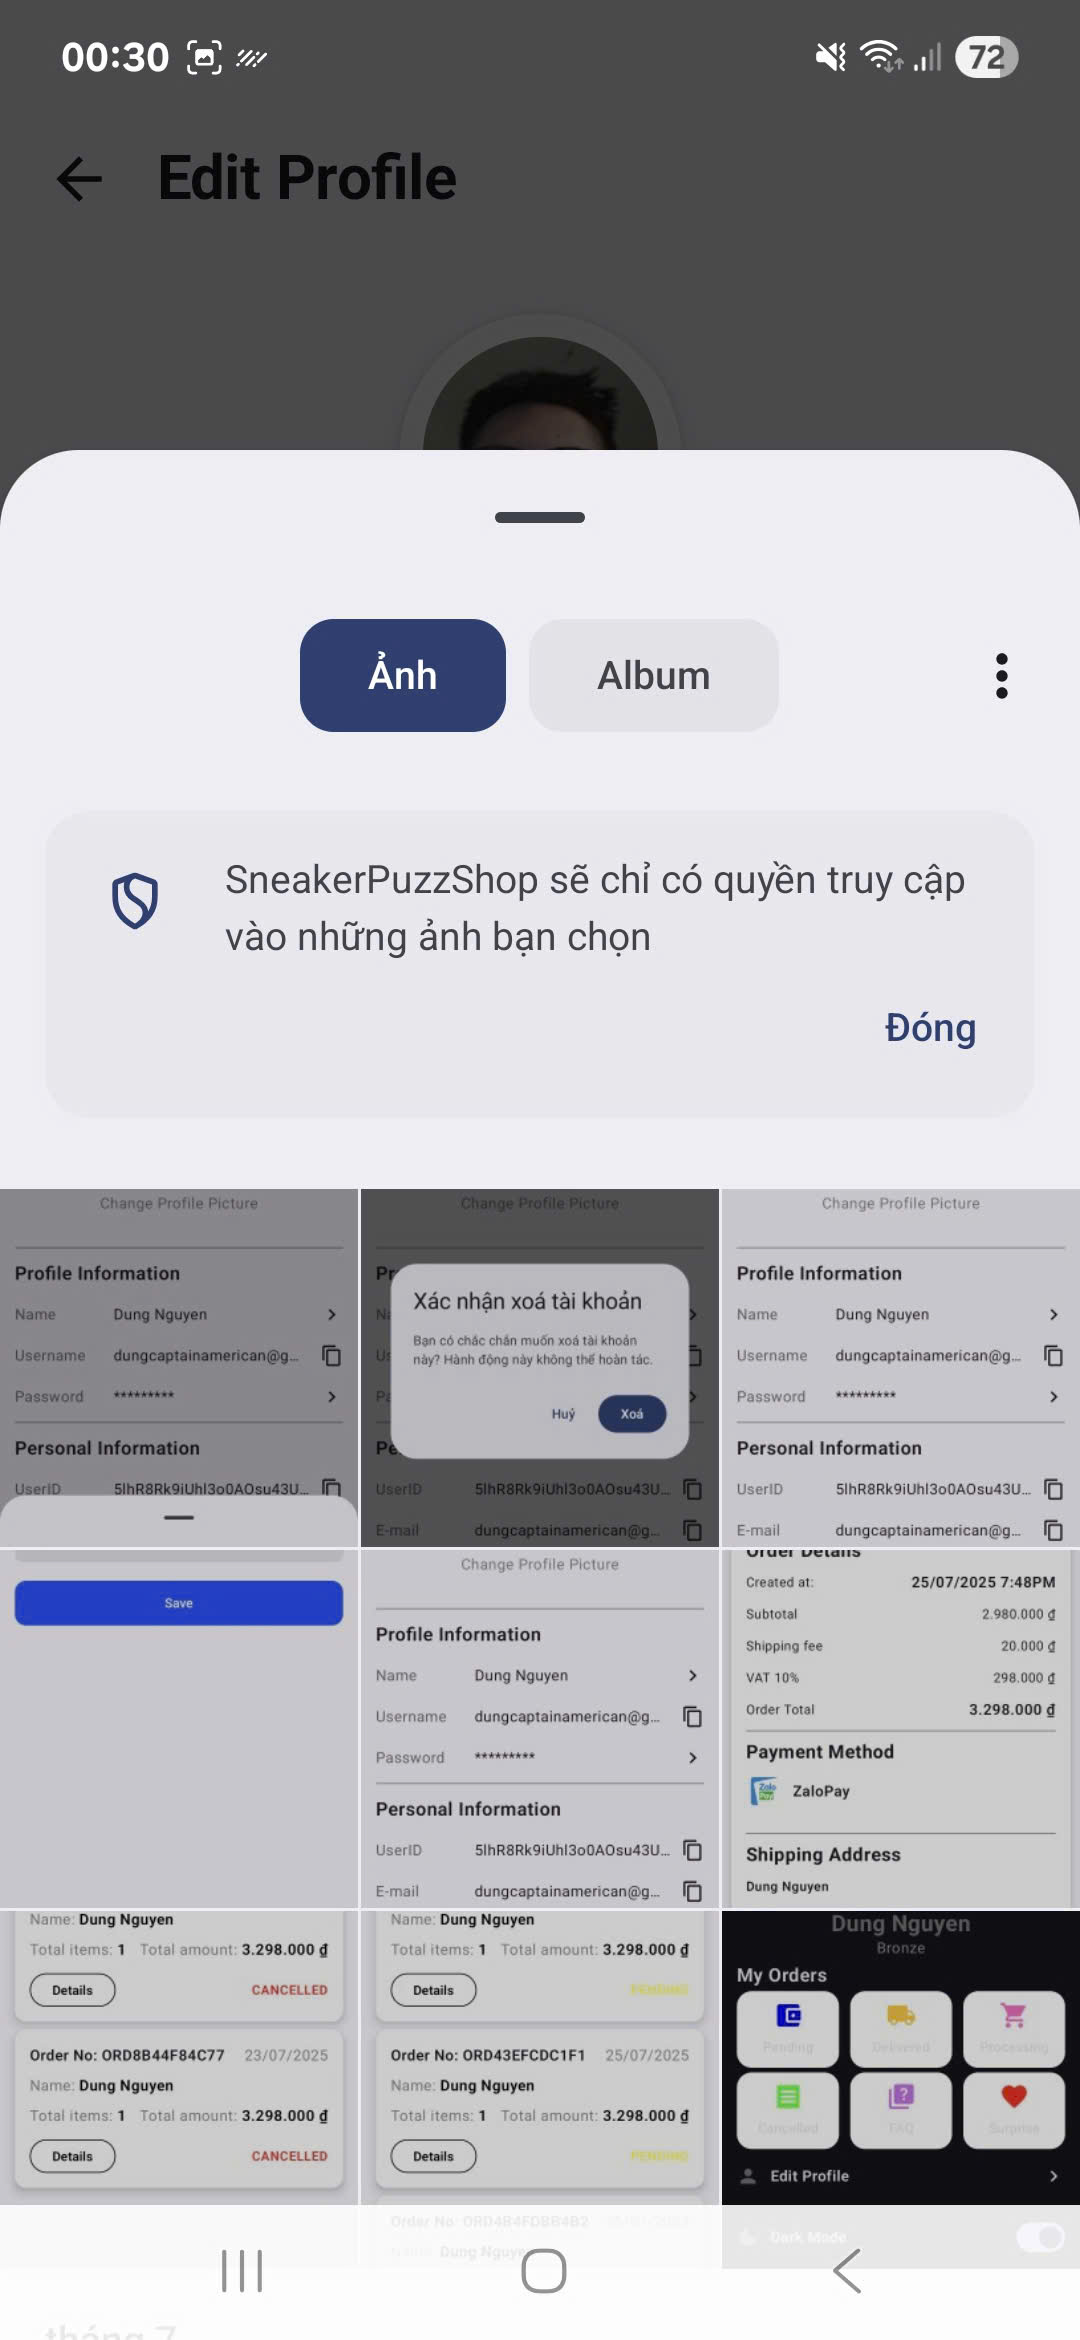 00:30
72
Edit Profile
Ảnh
Album
SneakerPuzzShop sẽ chỉ có quyền truy cập
vào những ảnh bạn chọn
Đóng
Change Profile Picture
Profile Information
Name Dung Nguyen
Username dungcaptainamerican@g...
Password *********
Personal Information
UserID 5lhR8Rk9iUhl3o0AOsu43U...
Change Profile Picture
Xác nhận xoá tài khoản
Bạn có chắc chắn muốn xoá tài khoản
này? Hành động này không thể hoàn tác.
Huỷ
Xoá
UserID 5lhR8Rk9iUhl3o0AOsu43U...
E-mail dungcaptainamerican@g...
Change Profile Picture
Profile Information
Name Dung Nguyen
Username dungcaptainamerican@g...
Password *********
Personal Information
UserID 5lhR8Rk9iUhl3o0AOsu43U...
E-mail dungcaptainamerican@g...
Save
Change Profile Picture
Profile Information
Name Dung Nguyen
Username dungcaptainamerican@g...
Password *********
Personal Information
UserID 5lhR8Rk9iUhl3o0AOsu43U...
E-mail dungcaptainamerican@g...
Order Details
Created at: 25/07/2025 7:48PM
Subtotal 2.980.000 ₫
Shipping fee 20.000 ₫
VAT 10% 298.000 ₫
Order Total 3.298.000 ₫
Payment Method
Zalo Pay
ZaloPay
Shipping Address
Dung Nguyen
Name: Dung Nguyen
Total items: 1 Total amount: 3.298.000 ₫
Details CANCELLED
Order No: ORD8B44F84C77 23/07/2025
Name: Dung Nguyen
Total items: 1 Total amount: 3.298.000 ₫
Details CANCELLED
Name: Dung Nguyen
Total items: 1 Total amount: 3.298.000 ₫
Details PENDING
Order No: ORD43EFCDC1F1 25/07/2025
Name: Dung Nguyen
Total items: 1 Total amount: 3.298.000 ₫
Details PENDING
Order No: ORD4B4FDBB4B2
Name: Dung Nguyen
Dung Nguyen
Bronze
My Orders
Pending Delivered Processing
Cancelled FAQ Surprise
Edit Profile
Dark Mode
tháng 7